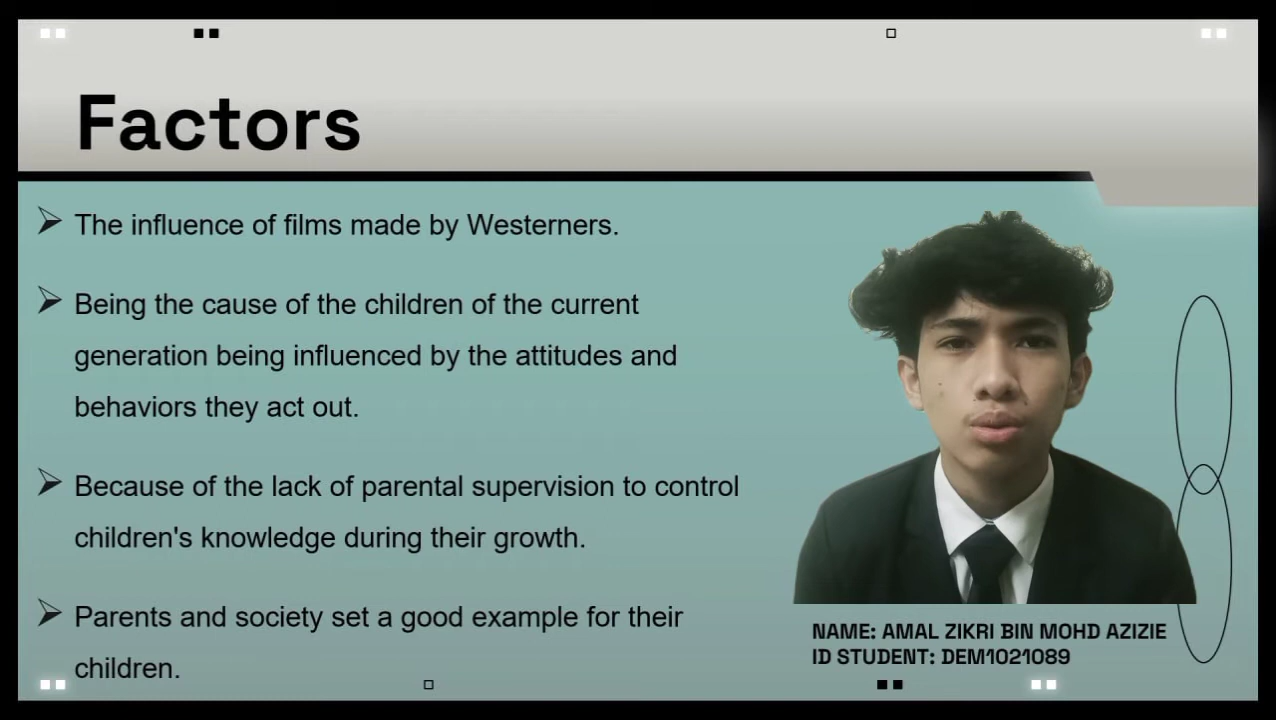 Factors
The influence of films made by Westerners.
Being the cause of the children of the current
generation being influenced by the attitudes and
behaviors they act out.
Because of the lack of parental supervision to control
children's knowledge during their growth.
Parents and society set a good example for their
children.
NAME: AMAL ZIKRI BIN MOHD AZIZIE
ID STUDENT: DEM1021089